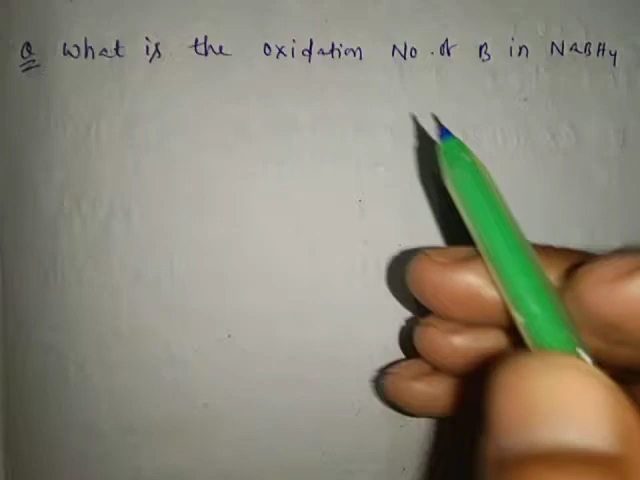 Q What is the oxidation No. of B in NaBH4